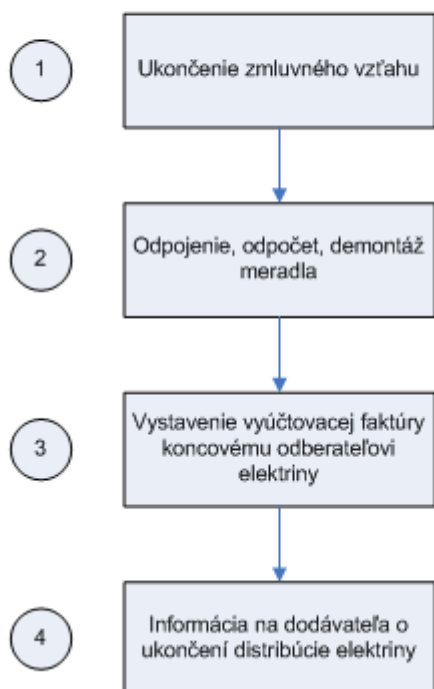 1
Ukončenie zmluvného vzťahu
2
Odpojenie, odpočet, demontáž
meradla
3
Vystavenie vyúčtovacej faktúry
koncovému odberateľovi
elektriny
4
Informácia na dodávateľa o
ukončení distribúcie elektriny